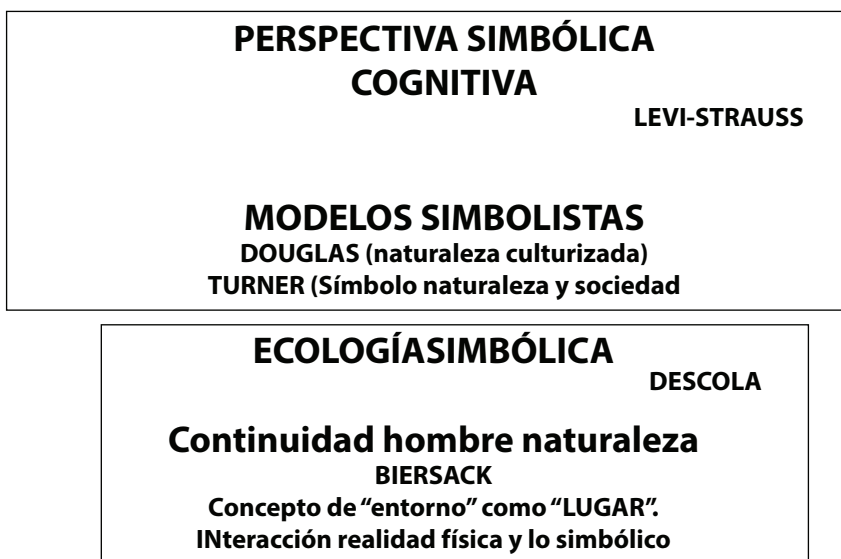 PERSPECTIVA SIMBÓLICA
COGNITIVA
LEVI-STRAUSS
MODELOS SIMBOLISTAS
DOUGLAS (naturaleza culturizada)
TURNER (Símbolo naturaleza y sociedad
ECOLOGÍASIMBÓLICA
DESCOLA
Continuidad hombre naturaleza
BIERSACK
Concepto de “entorno” como “LUGAR”.
INteracción realidad física y lo simbólico